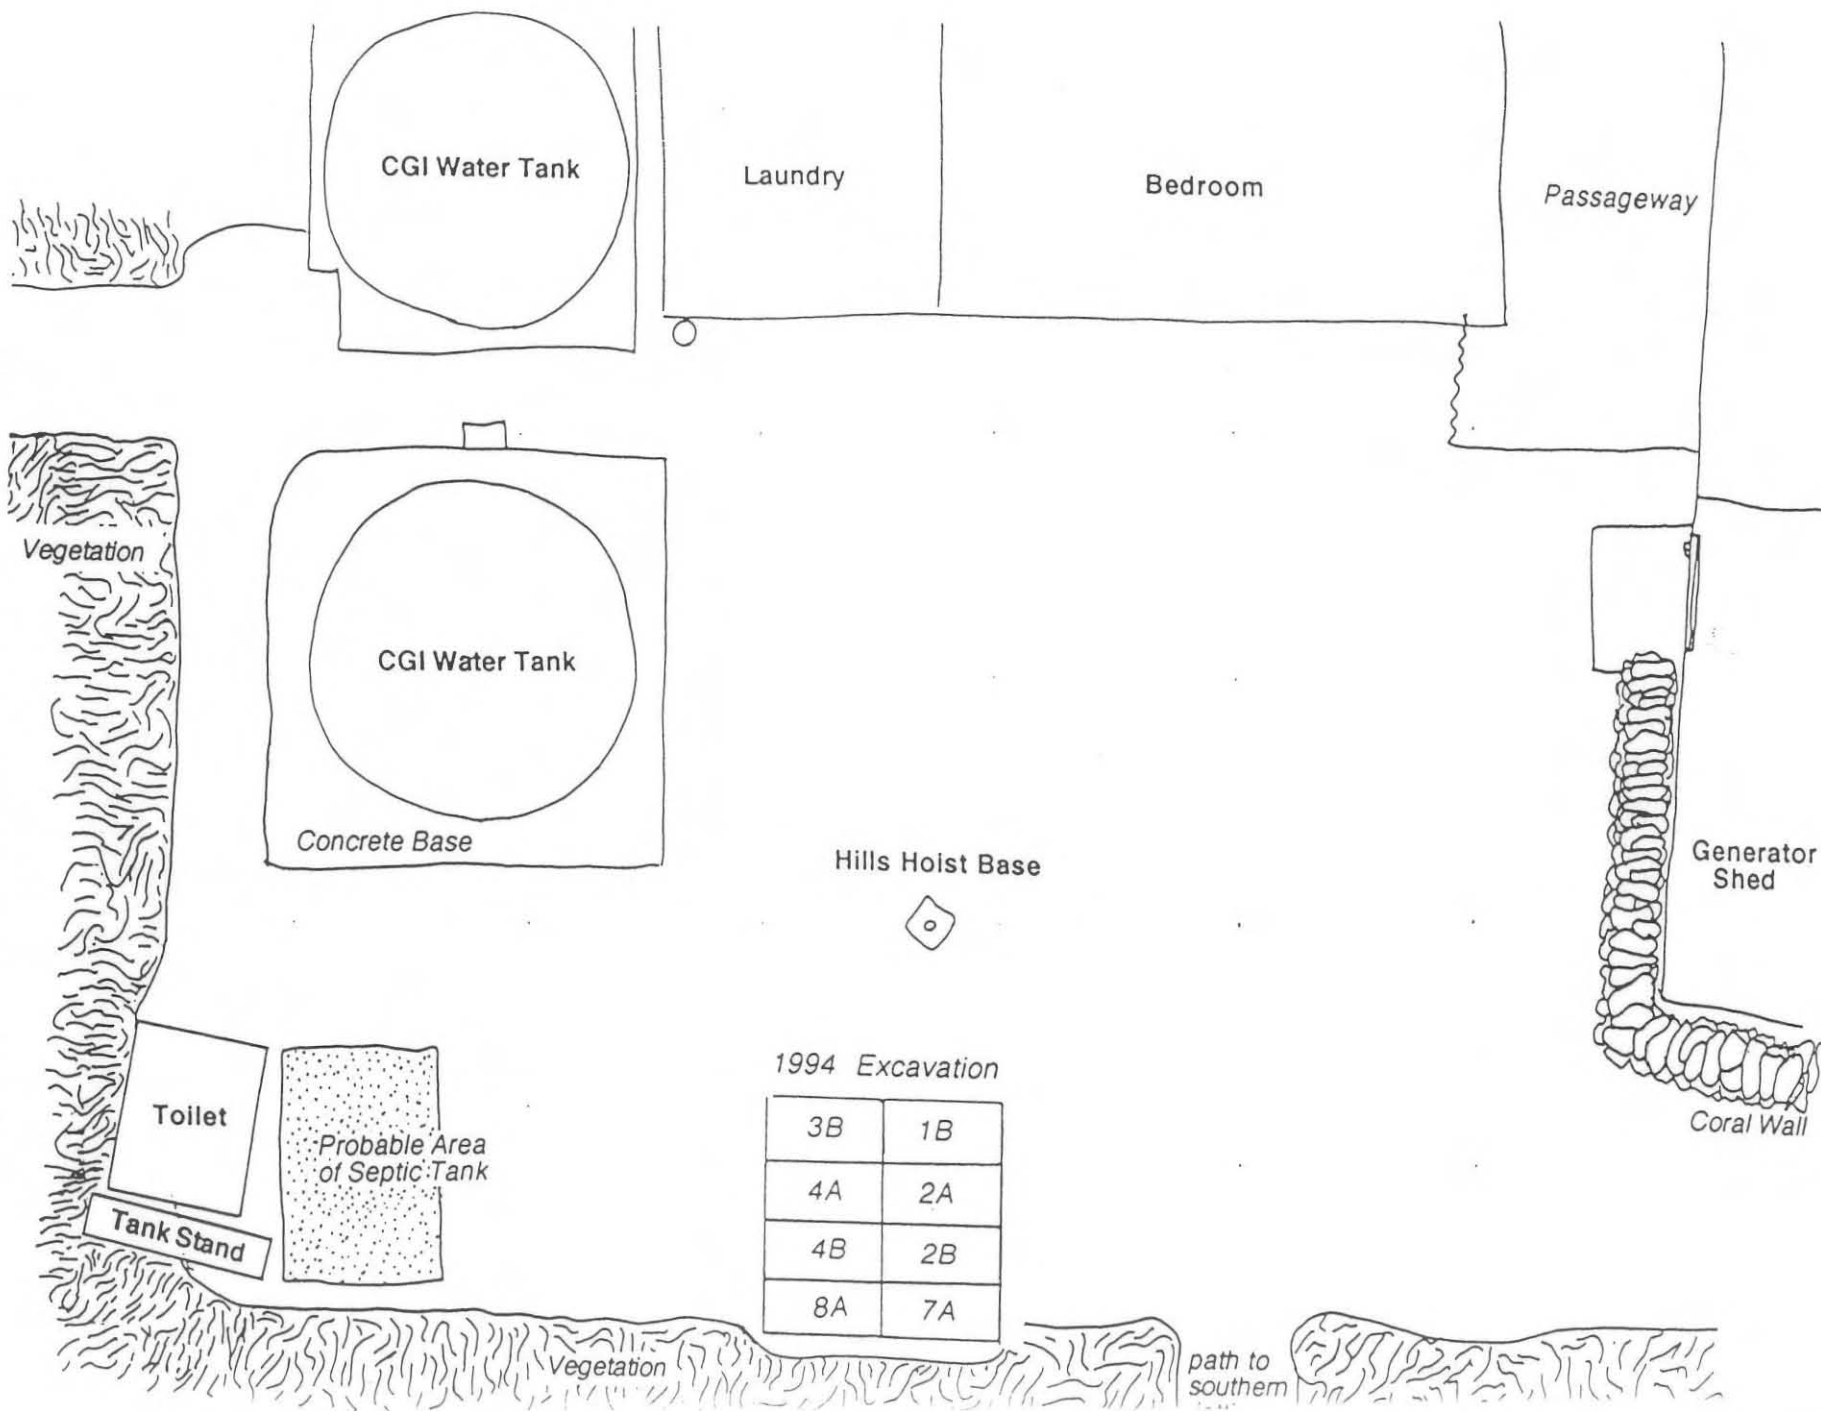 CGI Water Tank
Laundry
Bedroom
Passageway
Vegetation
CGI Water Tank
Concrete Base
Hills Hoist Base
Generator
Shed
1994 Excavation
3B 1B
4A 2A
4B 2B
8A 7A
Toilet
Probable Area
of Septic Tank
Tank Stand
Coral Wall
Vegetation
path to
southern